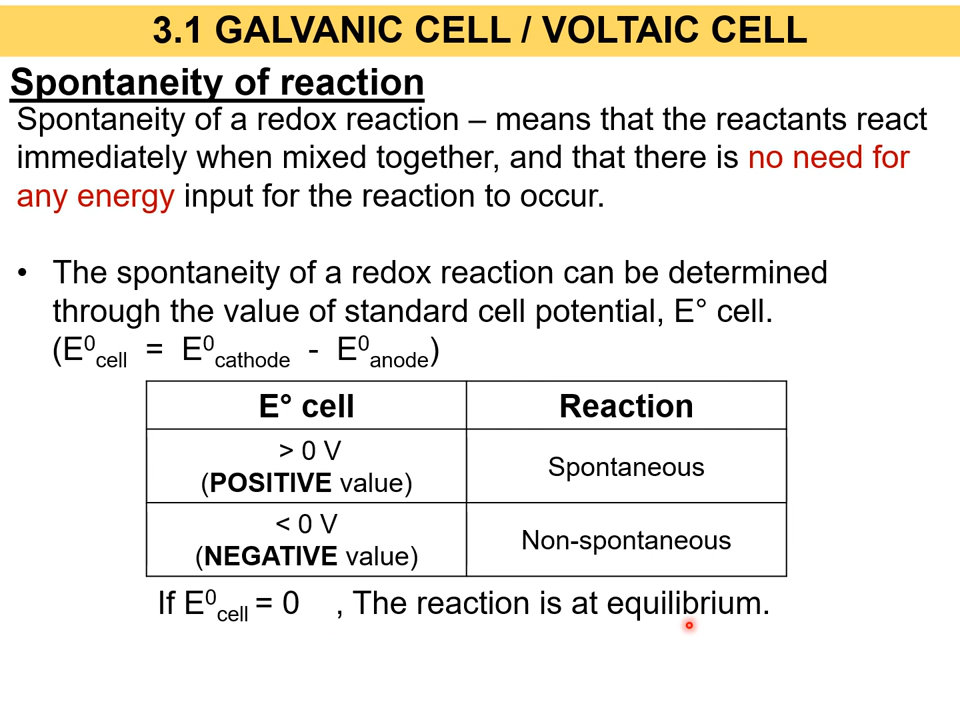 3.1 GALVANIC CELL / VOLTAIC CELL
Spontaneity of reaction
Spontaneity of a redox reaction – means that the reactants react
immediately when mixed together, and that there is no need for
any energy input for the reaction to occur.
• The spontaneity of a redox reaction can be determined
through the value of standard cell potential, E° cell.
(E⁰cell = E⁰cathode - E⁰anode)
E° cell Reaction
> 0 V
(POSITIVE value)
Spontaneous
< 0 V
(NEGATIVE value)
Non-spontaneous
If E⁰cell = 0 , The reaction is at equilibrium.